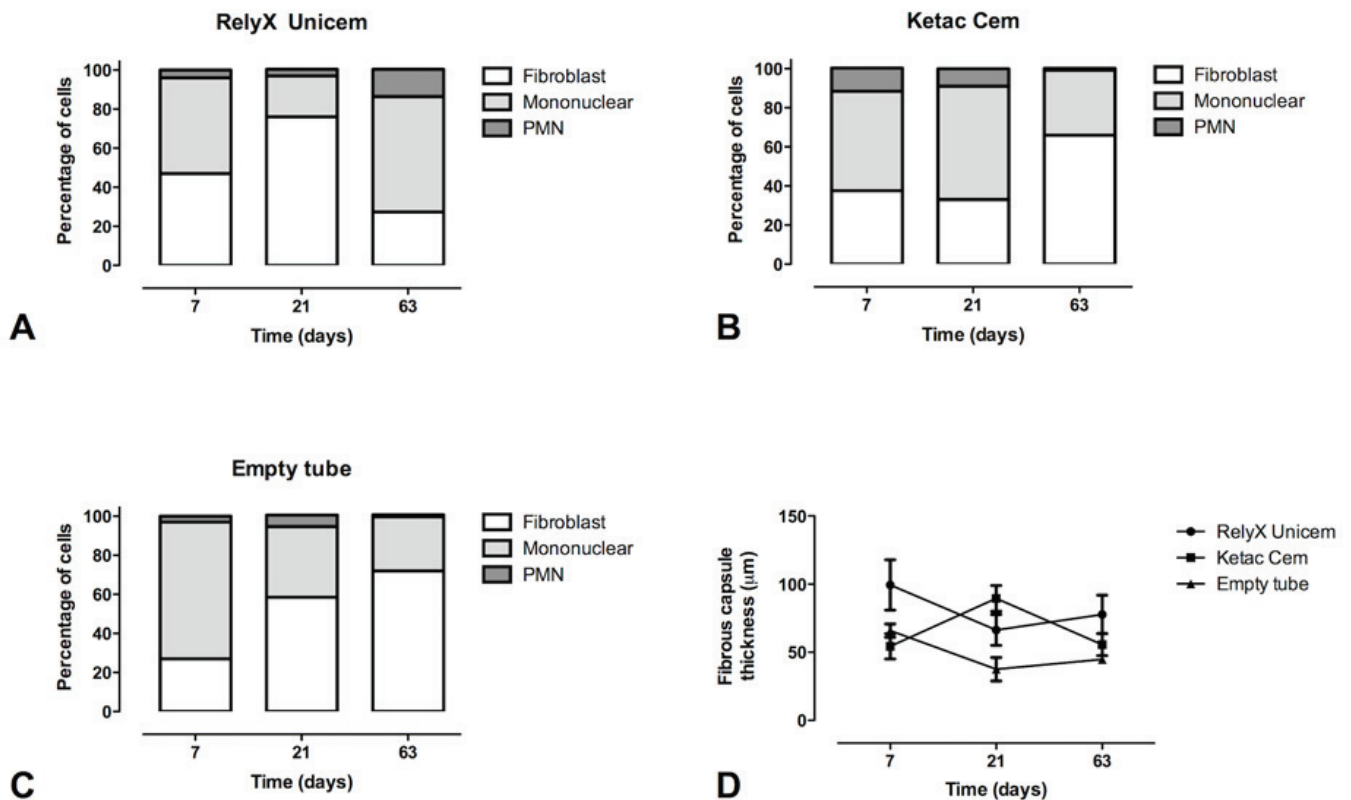 RelyX Unicem
Percentage of cells
100
80
60
40
20
0
7 21 63
Time (days)
Fibroblast
Mononuclear
PMN
A
Ketac Cem
Percentage of cells
100
80
60
40
20
0
7 21 63
Time (days)
Fibroblast
Mononuclear
PMN
B
Empty tube
Percentage of cells
100
80
60
40
20
0
7 21 63
Time (days)
Fibroblast
Mononuclear
PMN
C
Fibrous capsule
thickness (µm)
150
100
50
0
7 21 63
Time (days)
RelyX Unicem
Ketac Cem
Empty tube
D